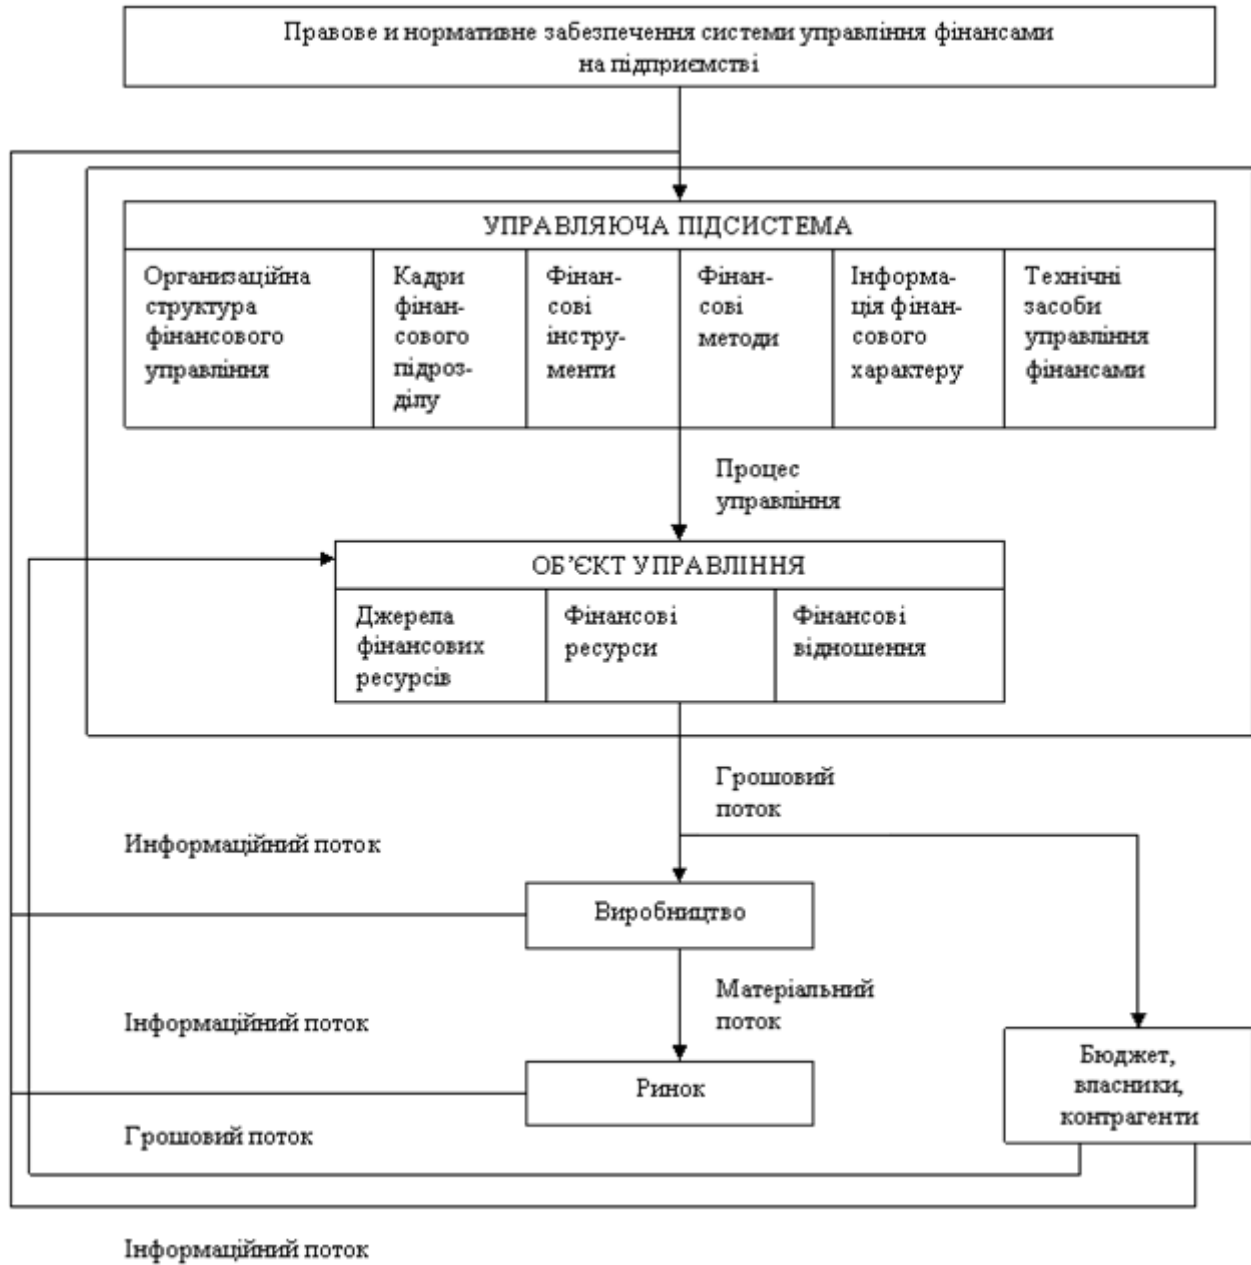 Правове и нормативне забезпечення системи управління фінансами
на підприємстві
УПРАВЛЯЮЧА ПІДСИСТЕМА
Организаційна
структура
фінансового
управління
Кадри
фінан-
сового
підроз-
ділу
Фінан-
сові
інстру-
менти
Фінан-
сові
методи
Інформа-
ція фінан-
сового
характеру
Технічні
засоби
управління
фінансами
Процес
управління
ОБ’ЄКТ УПРАВЛІННЯ
Джерела
фінансових
ресурсів
Фінансові
ресурси
Фінансові
відношення
Грошовий
поток
Информаційний поток
Виробництво
Матеріальний
поток
Інформаційний поток
Бюджет,
власники,
контрагенти
Ринок
Грошовий поток
Інформаційний поток